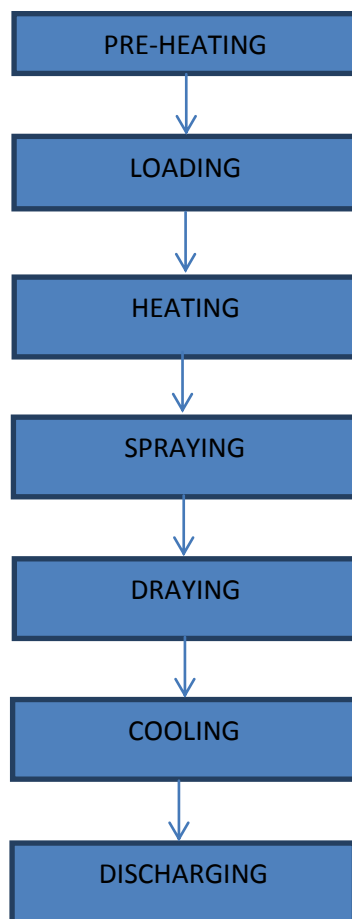 PRE-HEATING
LOADING
HEATING
SPRAYING
DRAYING
COOLING
DISCHARGING